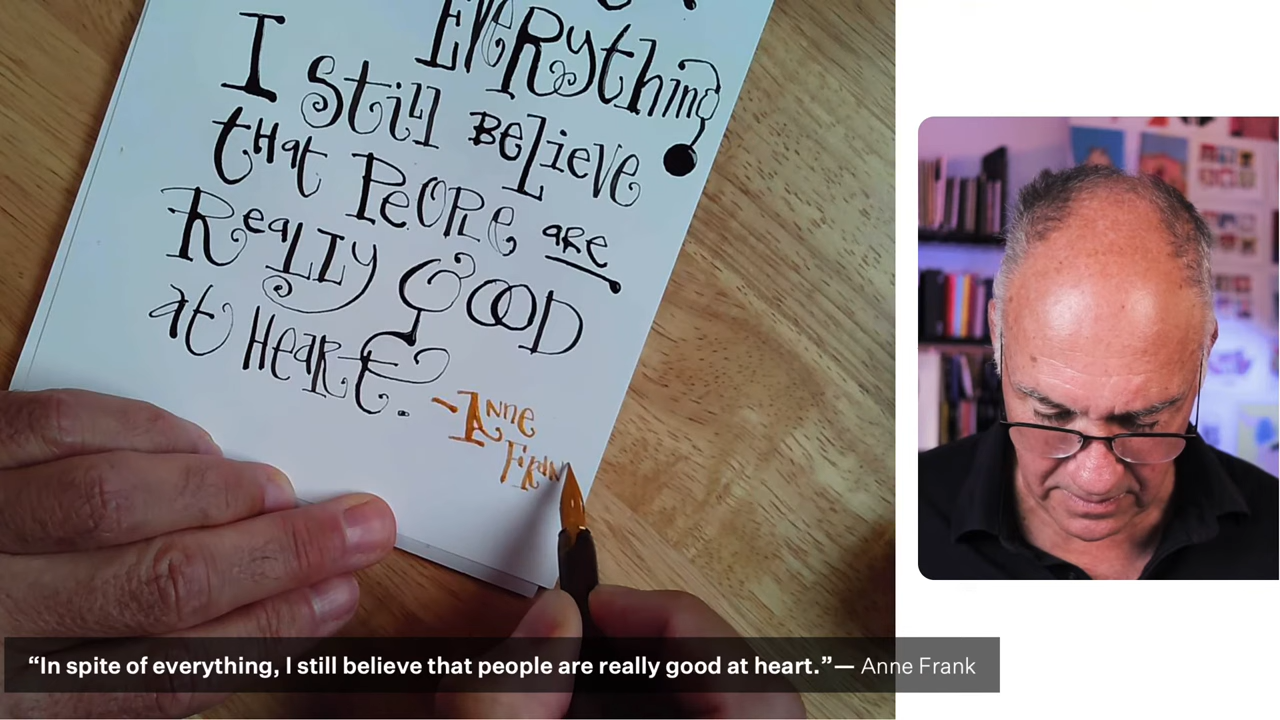 EVERYthing,
I Still BELieVE
tHat PEOPLe aRE
ReaLLY GOOD
at HeaRt.
-ANNe
FRAN
“In spite of everything, I still believe that people are really good at heart.”— Anne Frank